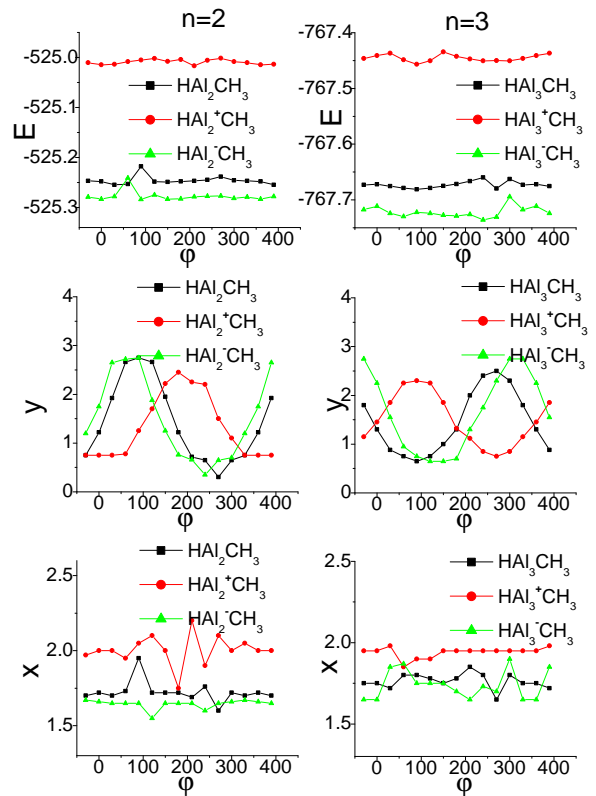 n=2
n=3
-525.0
-525.1
-525.2
-525.3
E
HAl₂CH₃
HAl₂⁺CH₃
HAl₂⁻CH₃
0 100 200 300 400
φ
-767.4
-767.5
-767.6
-767.7
E
HAl₃CH₃
HAl₃⁺CH₃
HAl₃⁻CH₃
0 100 200 300 400
φ
4
3
2
1
0
y
HAl₂CH₃
HAl₂⁺CH₃
HAl₂⁻CH₃
0 100 200 300 400
φ
4
3
2
1
0
y
HAl₃CH₃
HAl₃⁺CH₃
HAl₃⁻CH₃
0 100 200 300 400
φ
2.5
2.0
1.5
x
HAl₂CH₃
HAl₂⁺CH₃
HAl₂⁻CH₃
0 100 200 300 400
φ
2.5
2.0
1.5
x
HAl₃CH₃
HAl₃⁺CH₃
HAl₃⁻CH₃
0 100 200 300 400
φ